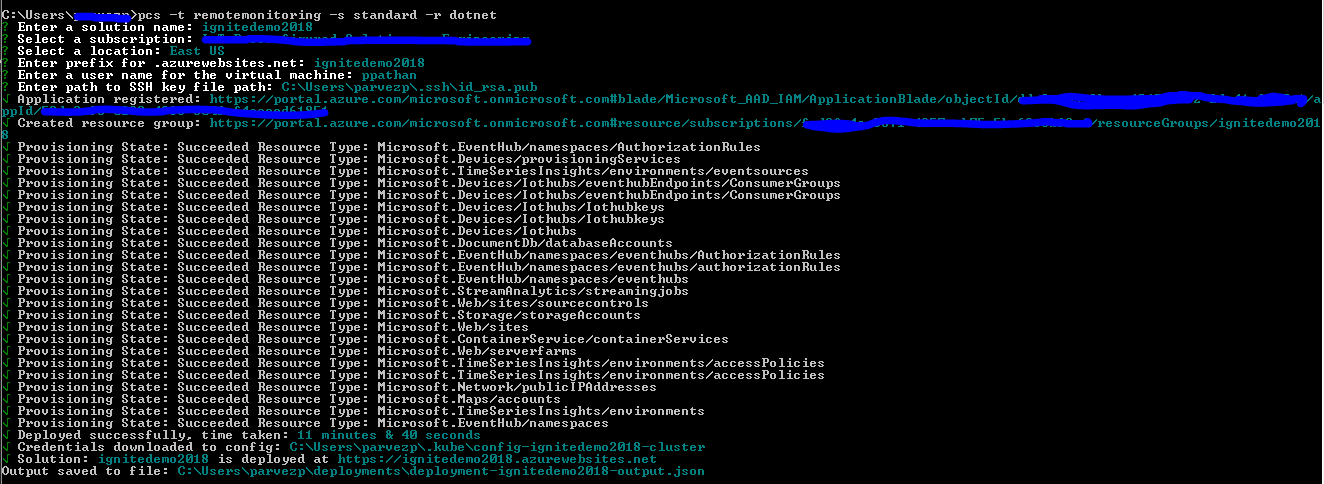 C:\Users\>pcs -t remotemonitoring -s standard -r dotnet
? Enter a solution name: ignitedemo2018
? Select a subscription:
? Select a location: East US
? Enter prefix for .azurewebsites.net: ignitedemo2018
? Enter a user name for the virtual machine: ppathan
? Enter path to SSH key file path: C:\Users\parvezp\.ssh\id_rsa.pub
√ Application registered: https://portal.azure.com/microsoft.onmicrosoft.com#blade/Microsoft_AAD_IAM/ApplicationBlade/objectId/ /a
ppId/
√ Created resource group: https://portal.azure.com/microsoft.onmicrosoft.com#resource/subscriptions/ /resourceGroups/ignitedemo201
8
√ Provisioning State: Succeeded Resource Type: Microsoft.EventHub/namespaces/AuthorizationRules
√ Provisioning State: Succeeded Resource Type: Microsoft.Devices/provisioningServices
√ Provisioning State: Succeeded Resource Type: Microsoft.TimeSeriesInsights/environments/eventsources
√ Provisioning State: Succeeded Resource Type: Microsoft.Devices/Iothubs/eventhubEndpoints/ConsumerGroups
√ Provisioning State: Succeeded Resource Type: Microsoft.Devices/Iothubs/eventhubEndpoints/ConsumerGroups
√ Provisioning State: Succeeded Resource Type: Microsoft.Devices/Iothubs/Iothubkeys
√ Provisioning State: Succeeded Resource Type: Microsoft.Devices/Iothubs/Iothubkeys
√ Provisioning State: Succeeded Resource Type: Microsoft.Devices/Iothubs
√ Provisioning State: Succeeded Resource Type: Microsoft.DocumentDb/databaseAccounts
√ Provisioning State: Succeeded Resource Type: Microsoft.EventHub/namespaces/eventhubs/AuthorizationRules
√ Provisioning State: Succeeded Resource Type: Microsoft.EventHub/namespaces/eventhubs/authorizationRules
√ Provisioning State: Succeeded Resource Type: Microsoft.EventHub/namespaces/eventhubs
√ Provisioning State: Succeeded Resource Type: Microsoft.StreamAnalytics/streamingjobs
√ Provisioning State: Succeeded Resource Type: Microsoft.Web/sites/sourcecontrols
√ Provisioning State: Succeeded Resource Type: Microsoft.Storage/storageAccounts
√ Provisioning State: Succeeded Resource Type: Microsoft.Web/sites
√ Provisioning State: Succeeded Resource Type: Microsoft.ContainerService/containerServices
√ Provisioning State: Succeeded Resource Type: Microsoft.Web/serverfarms
√ Provisioning State: Succeeded Resource Type: Microsoft.TimeSeriesInsights/environments/accessPolicies
√ Provisioning State: Succeeded Resource Type: Microsoft.TimeSeriesInsights/environments/accessPolicies
√ Provisioning State: Succeeded Resource Type: Microsoft.Network/publicIPAddresses
√ Provisioning State: Succeeded Resource Type: Microsoft.Maps/accounts
√ Provisioning State: Succeeded Resource Type: Microsoft.TimeSeriesInsights/environments
√ Provisioning State: Succeeded Resource Type: Microsoft.EventHub/namespaces
√ Deployed successfully, time taken: 11 minutes & 40 seconds
√ Credentials downloaded to config: C:\Users\parvezp\.kube\config-ignitedemo2018-cluster
√ Solution: ignitedemo2018 is deployed at https://ignitedemo2018.azurewebsites.net
Output saved to file: C:\Users\parvezp\deployments\deployment-ignitedemo2018-output.json